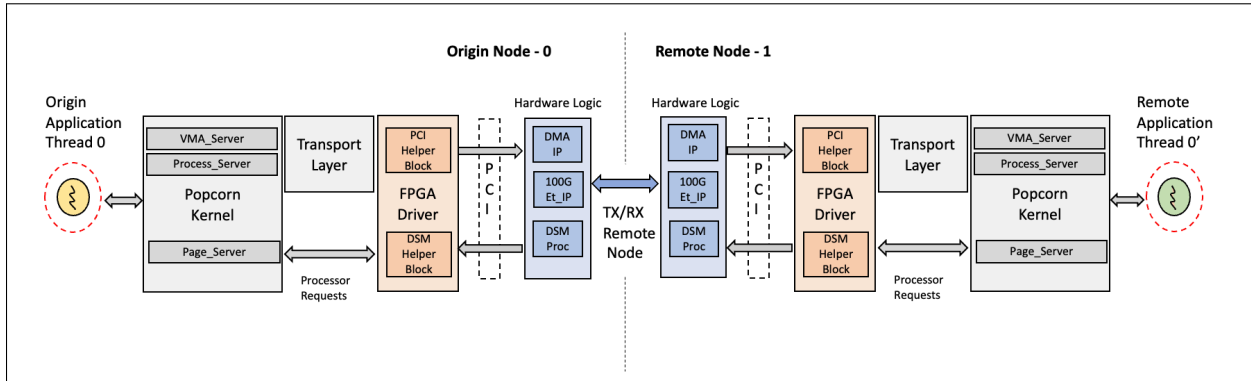 Origin Node - 0
Remote Node - 1
Origin
Application
Thread 0
VMA_Server
Process_Server
Popcorn
Kernel
Page_Server
Transport
Layer
Processor
Requests
PCI
Helper
Block
FPGA
Driver
DSM
Helper
Block
P
C
I
Hardware Logic
DMA
IP
100G
Et_IP
DSM
Proc
TX/RX
Remote
Node
Hardware Logic
DMA
IP
100G
Et_IP
DSM
Proc
P
C
I
PCI
Helper
Block
FPGA
Driver
DSM
Helper
Block
Transport
Layer
Processor
Requests
VMA_Server
Process_Server
Popcorn
Kernel
Page_Server
Remote
Application
Thread 0’